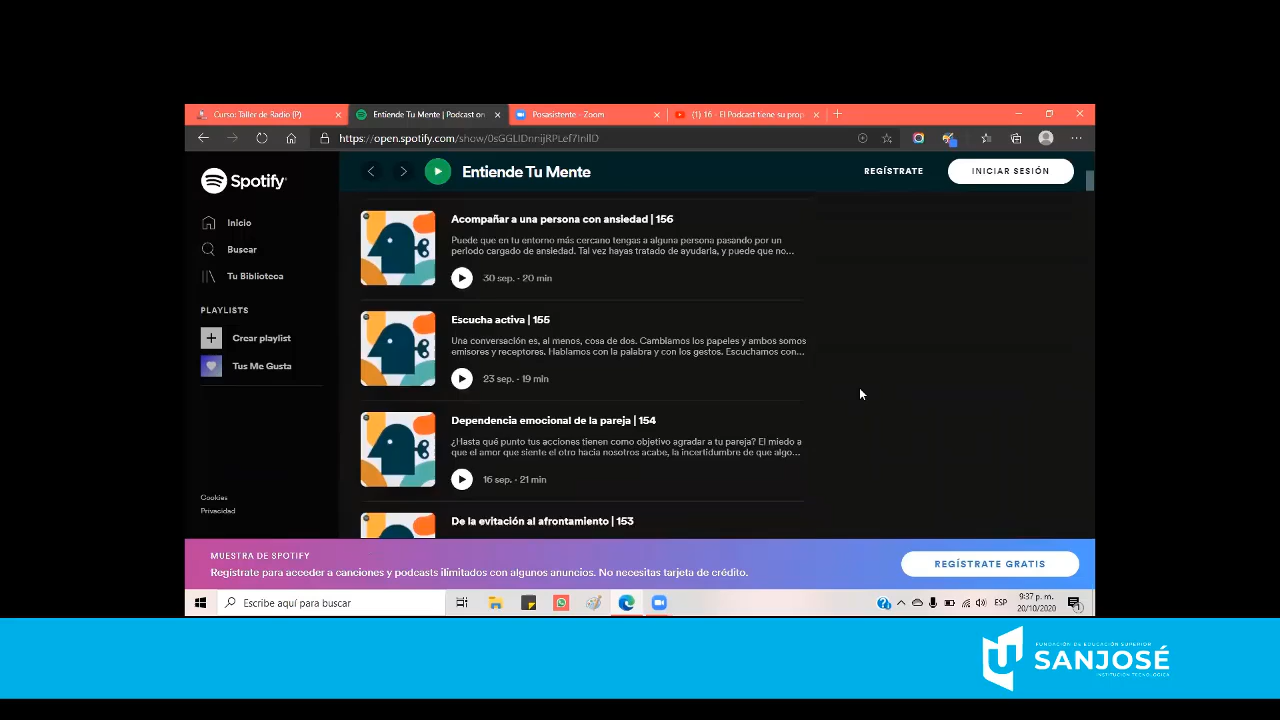 Curso: Taller de Radio (P)
Entiende Tu Mente | Podcast on
Posasistente - Zoom
(1) 16 - El Podcast tiene su prop
https://open.spotify.com/show/0sGGLIDnnijRPLef7InllD
Spotify
Inicio
Buscar
Tu Biblioteca
PLAYLISTS
Crear playlist
Tus Me Gusta
Cookies
Privacidad
Entiende Tu Mente
REGÍSTRATE
INICIAR SESIÓN
Acompañar a una persona con ansiedad | 156
Puede que en tu entorno más cercano tengas a alguna persona pasando por un
periodo cargado de ansiedad. Tal vez hayas tratado de ayudarla, y puede que no...
30 sep. · 20 min
Escucha activa | 155
Una conversación es, al menos, cosa de dos. Cambiamos los papeles y ambos somos
emisores y receptores. Hablamos con la palabra y con los gestos. Escuchamos con...
23 sep. · 19 min
Dependencia emocional de la pareja | 154
¿Hasta qué punto tus acciones tienen como objetivo agradar a tu pareja? El miedo a
que el amor que siente el otro hacia nosotros acabe, la incertidumbre de que algo...
16 sep. · 21 min
De la evitación al afrontamiento | 153
MUESTRA DE SPOTIFY
Regístrate para acceder a canciones y podcasts ilimitados con algunos anuncios. No necesitas tarjeta de crédito.
REGÍSTRATE GRATIS
Escribe aquí para buscar
ESP
9:37 p. m.
20/10/2020
FUNDACIÓN DE EDUCACIÓN SUPERIOR
SANJOSÉ
INSTITUCIÓN TECNOLÓGICA